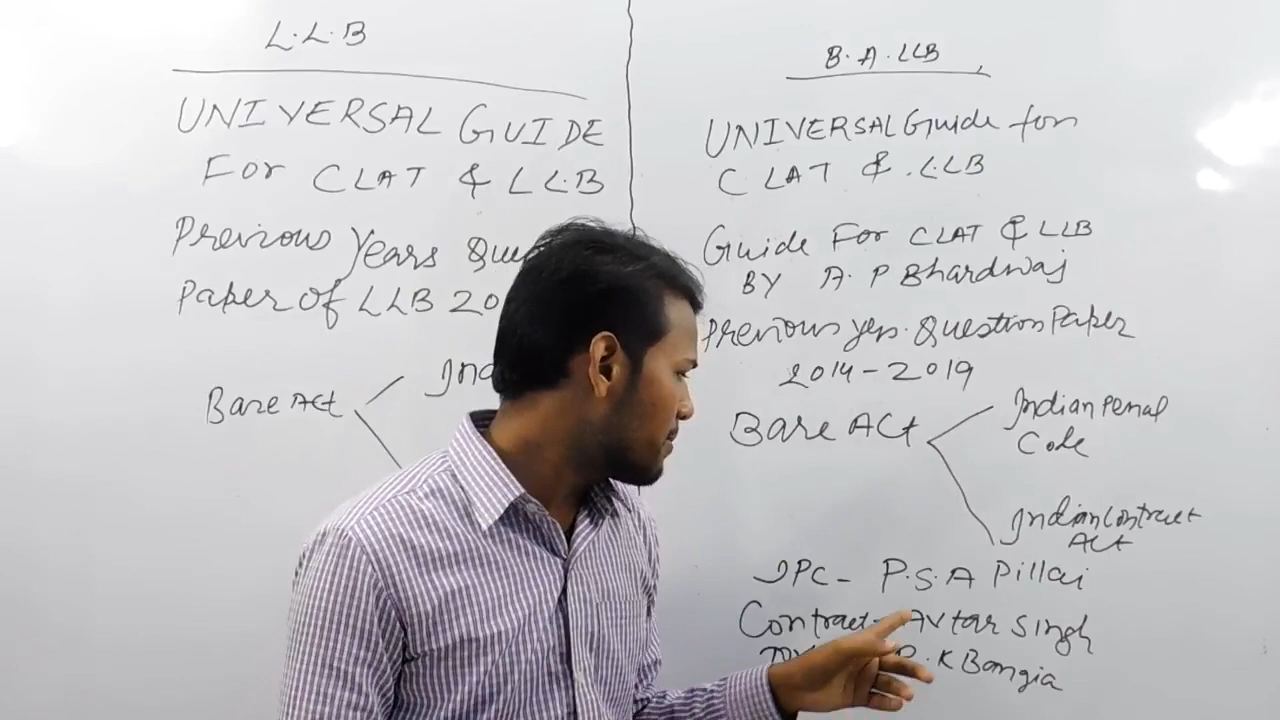 L.L.B
UNIVERSAL GUIDE
FOR CLAT & LLB
Previous Years
Paper of LLB 20
Bare Act
B.A.LLB
UNIVERSAL Guide for
CLAT & L.L.B
Guide For CLAT & LLB
BY A.P Bhardwaj
Previous yrs. Question Paper
2014-2019
Bare Act
Indian Penal
Code
Indian Contract
Act
IPC- P.S.A Pillai
Contract- Avtar Singh
R.K Bangia